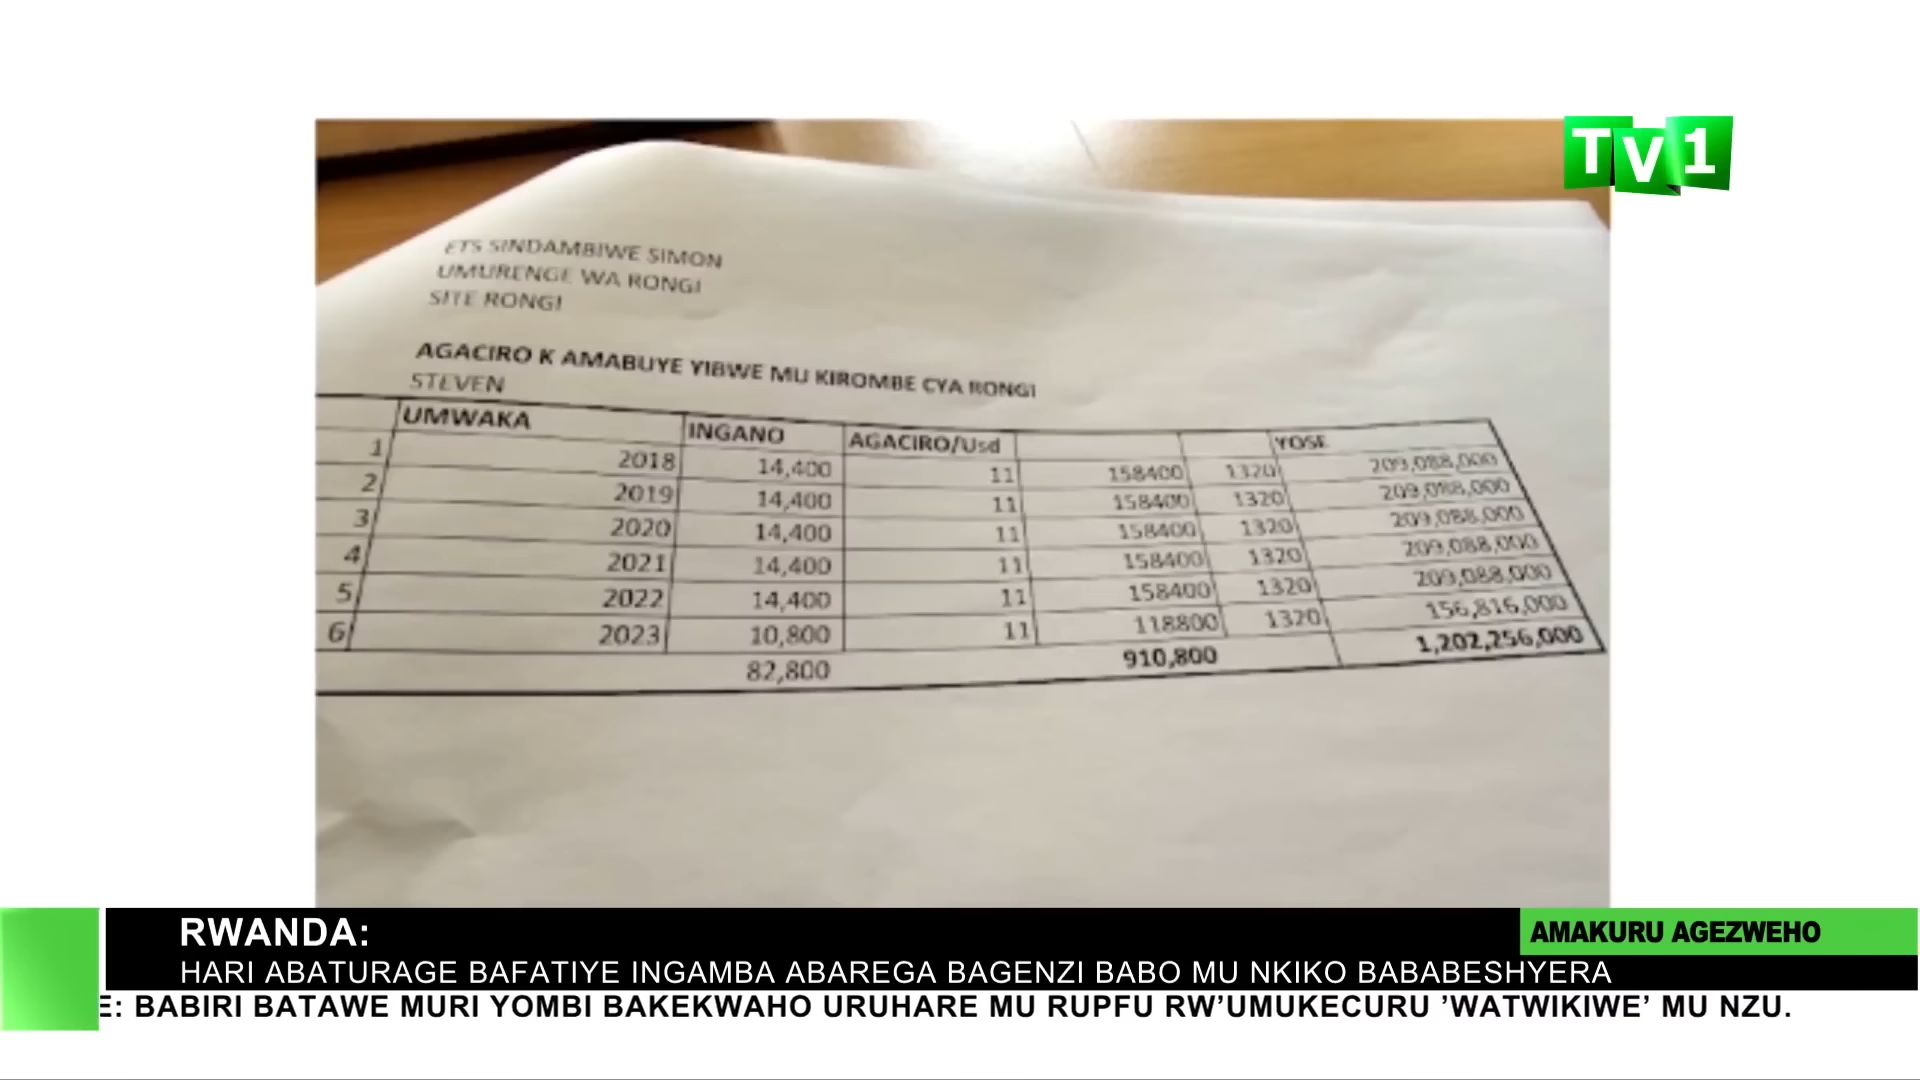 TV1
ETS SINDAMBIWE SIMON
UMURENGE WA RONGI
SITE RONGI
AGACIRO K AMABUYE YIBWE MU KIROMBE CYA RONGI
STEVEN
UMWAKA INGANO AGACIRO/Usd YOSE
1 2018 14,400 11 158400 1320 209,088,000
2 2019 14,400 11 158400 1320 209,088,000
3 2020 14,400 11 158400 1320 209,088,000
4 2021 14,400 11 158400 1320 209,088,000
5 2022 14,400 11 158400 1320 209,088,000
6 2023 10,800 11 118800 1320 156,816,000
82,800 910,800 1,202,256,000
RWANDA:
AMAKURU AGEZWEHO
HARI ABATURAGE BAFATIYE INGAMBA ABAREGA BAGENZI BABO MU NKIKO BABABESHYERA
E: BABIRI BATAWE MURI YOMBI BAKEKWAHO URUHARE MU RUPFU RW’UMUKECURU ’WATWIKIWE’ MU NZU.